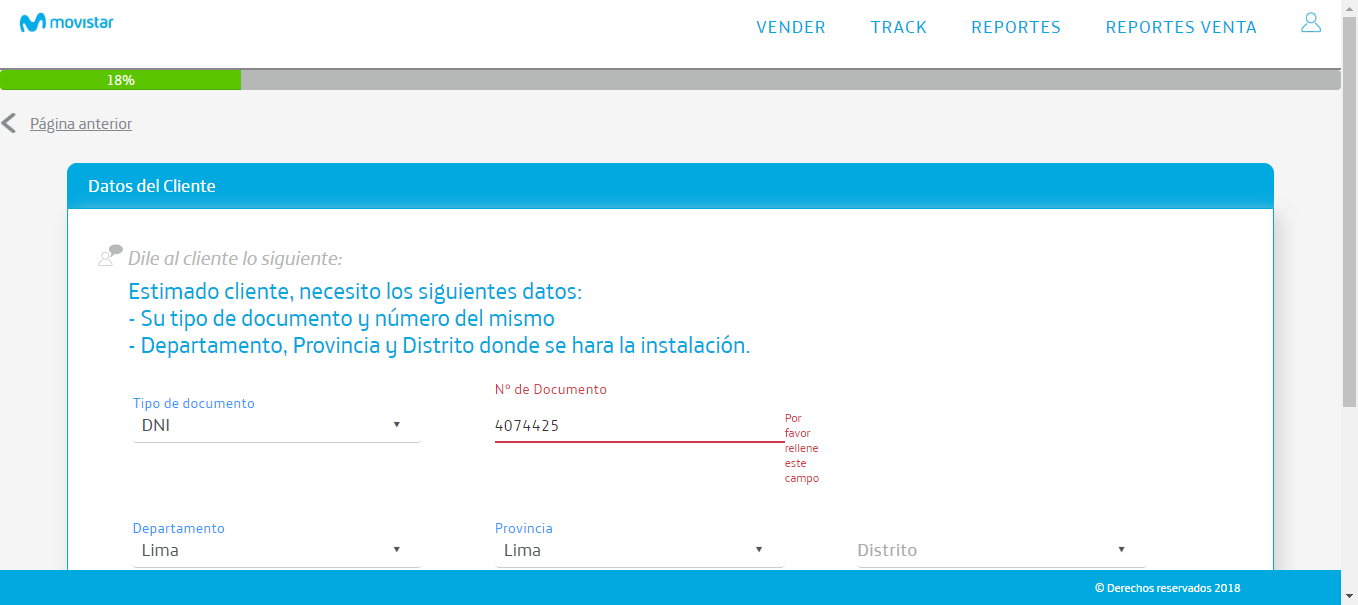 movistar
VENDER TRACK REPORTES REPORTES VENTA
18%
Página anterior
Datos del Cliente
Dile al cliente lo siguiente:
Estimado cliente, necesito los siguientes datos:
- Su tipo de documento y número del mismo
- Departamento, Provincia y Distrito donde se hara la instalación.
Tipo de documento
DNI
Nº de Documento
4074425
Por
favor
rellene
este
campo
Departamento
Lima
Provincia
Lima
Distrito
© Derechos reservados 2018